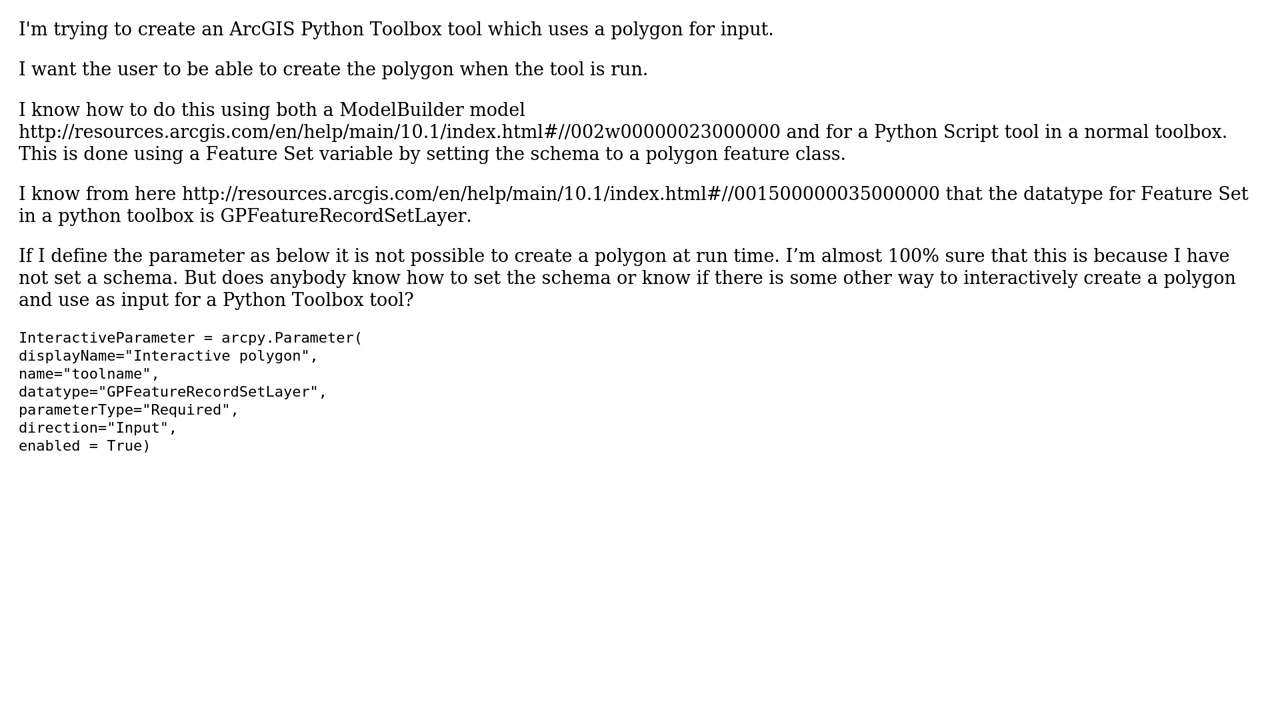 I'm trying to create an ArcGIS Python Toolbox tool which uses a polygon for input.
I want the user to be able to create the polygon when the tool is run.
I know how to do this using both a ModelBuilder model
http://resources.arcgis.com/en/help/main/10.1/index.html#//002w00000023000000 and for a Python Script tool in a normal toolbox.
This is done using a Feature Set variable by setting the schema to a polygon feature class.
I know from here http://resources.arcgis.com/en/help/main/10.1/index.html#//001500000035000000 that the datatype for Feature Set
in a python toolbox is GPFeatureRecordSetLayer.
If I define the parameter as below it is not possible to create a polygon at run time. I’m almost 100% sure that this is because I have
not set a schema. But does anybody know how to set the schema or know if there is some other way to interactively create a polygon
and use as input for a Python Toolbox tool?
InteractiveParameter = arcpy.Parameter(
displayName="Interactive polygon",
name="toolname",
datatype="GPFeatureRecordSetLayer",
parameterType="Required",
direction="Input",
enabled = True)